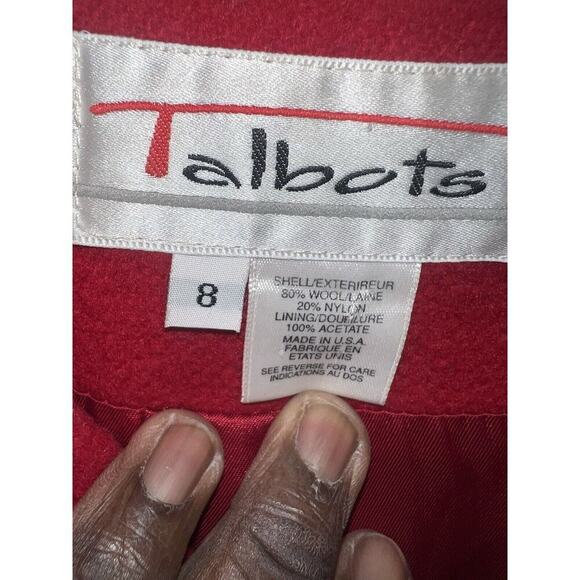 Talbots
8
SHELL/EXTERIREUR
80% WOOL/LAINE
20% NYLON
LINING/DOUBLURE
100% ACETATE
MADE IN U.S.A.
FABRIQUE EN
ETATS UNIS
SEE REVERSE FOR CARE
INDICATIONS AU DOS